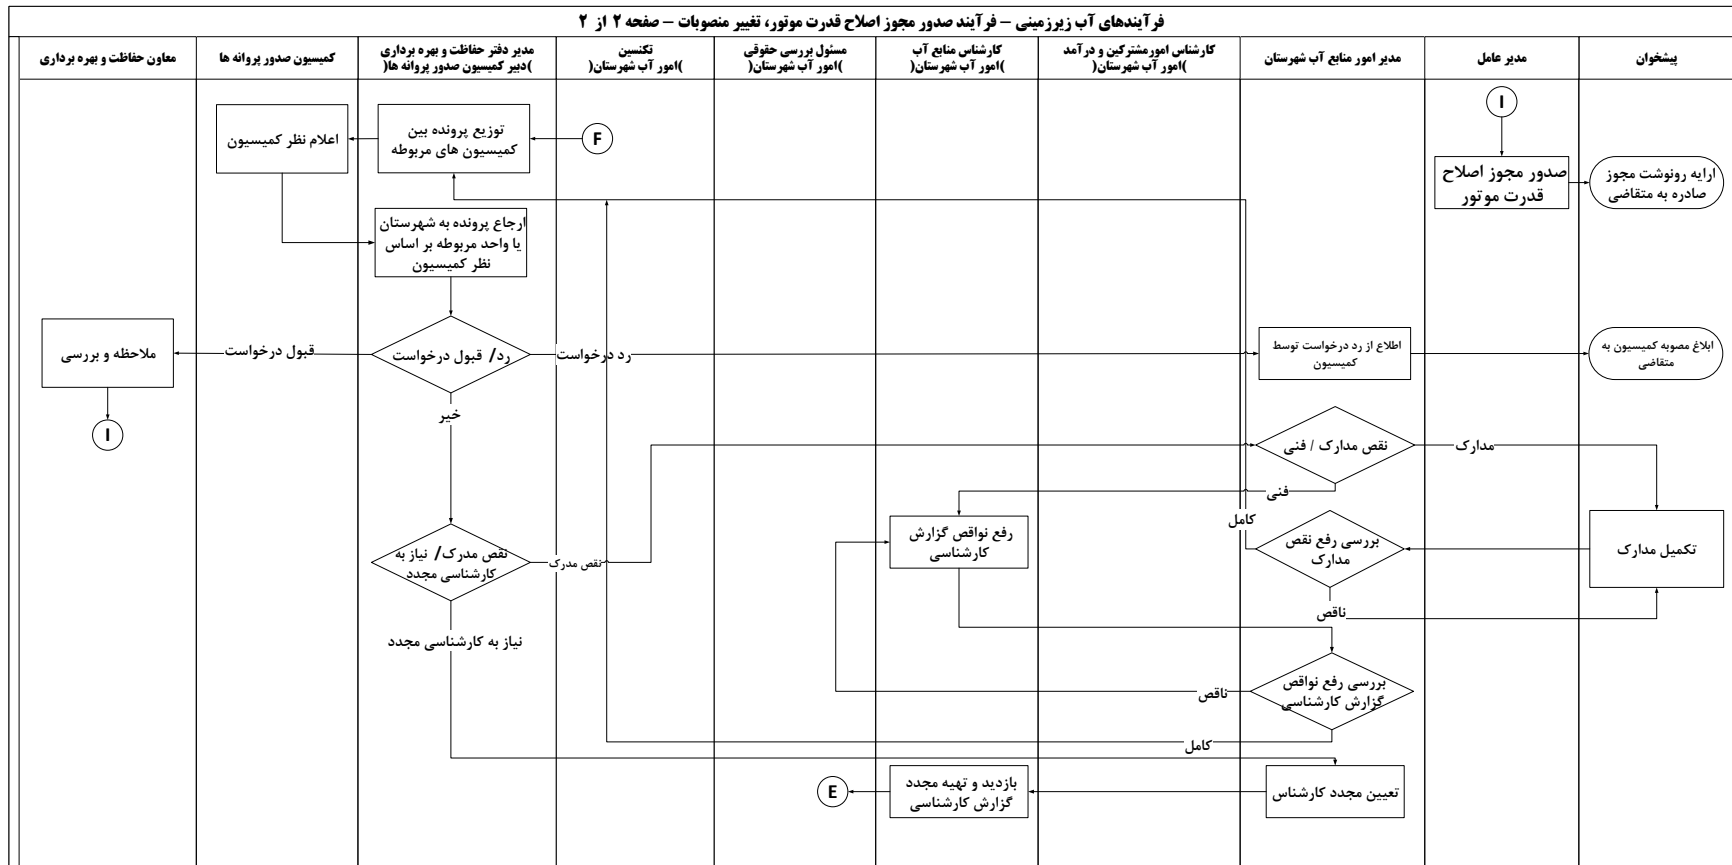 فرآیندهای آب زیرزمینی – فرآیند صدور مجوز اصلاح قدرت موتور، تغییر منصوبات – صفحه ۲ از ۲
پیشخوان
مدیر عامل
مدیر امور منابع آب شهرستان
کارشناس امورمشترکین و درآمد
)امور آب شهرستان(
کارشناس منابع آب
)امور آب شهرستان(
مسئول بررسی حقوقی
)امور آب شهرستان(
تکنسین
)امور آب شهرستان(
مدیر دفتر حفاظت و بهره برداری
)دبیر کمیسیون صدور پروانه ها(
کمیسیون صدور پروانه ها
معاون حفاظت و بهره برداری
I
صدور مجوز اصلاح
قدرت موتور
ارایه رونوشت مجوز
صادره به متقاضی
F
توزیع پرونده بین
کمیسیون های مربوطه
اعلام نظر کمیسیون
ارجاع پرونده به شهرستان
یا واحد مربوطه بر اساس
نظر کمیسیون
رد/ قبول درخواست
قبول درخواست
ملاحظه و بررسی
I
رد درخواست
اطلاع از رد درخواست توسط
کمیسیون
ابلاغ مصوبه کمیسیون به
متقاضی
خیر
نقص مدارک / فنی
مدارک
فنی
کامل
رفع نواقص گزارش
کارشناسی
بررسی رفع نقص
مدارک
تکمیل مدارک
نقص مدرک/ نیاز به
کارشناسی مجدد
نقص مدرک
ناقص
نیاز به کارشناسی مجدد
بررسی رفع نواقص
گزارش کارشناسی
ناقص
کامل
تعیین مجدد کارشناس
بازدید و تهیه مجدد
گزارش کارشناسی
E